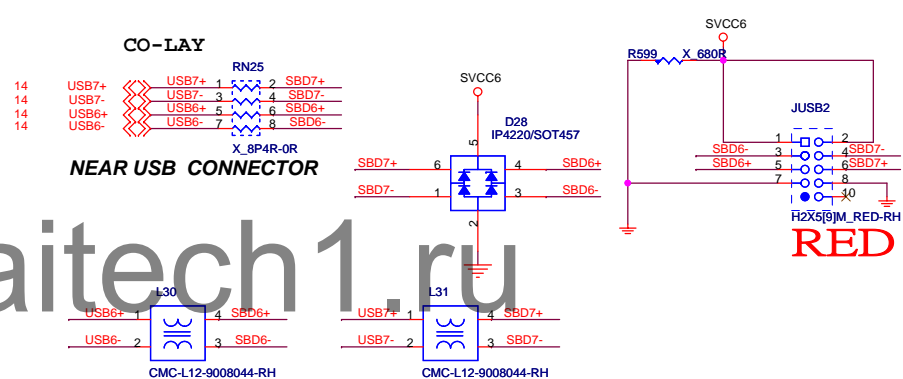 CO-LAY
RN25
14 USB7+ USB7+ 1 2 SBD7+
14 USB7- USB7- 3 4 SBD7-
14 USB6+ USB6+ 5 6 SBD6+
14 USB6- USB6- 7 8 SBD6-
X_8P4R-0R
NEAR USB CONNECTOR
SVCC6
D28
IP4220/SOT457
5
SBD7+ 6 4 SBD6+
SBD7- 1 3 SBD6-
2
SVCC6
R599 X_680R
JUSB2
1 2
SBD6- 3 4 SBD7-
SBD6+ 5 6 SBD7+
7 8
10
H2X5[9]M_RED-RH
RED
aitech1.ru
L30
USB6+ 1 4 SBD6+
USB6- 2 3 SBD6-
CMC-L12-9008044-RH
L31
USB7+ 1 4 SBD7+
USB7- 2 3 SBD7-
CMC-L12-9008044-RH